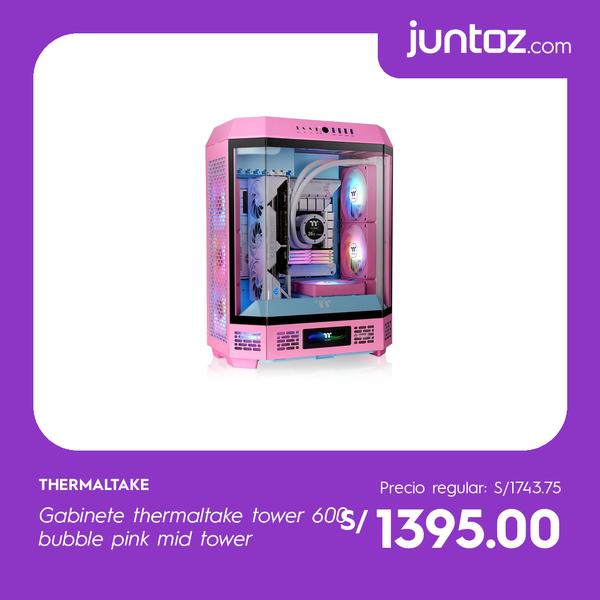 juntoz.com
THERMALTAKE
Gabinete thermaltake tower 600
bubble pink mid tower
Precio regular: S/1743.75
S/ 1395.00